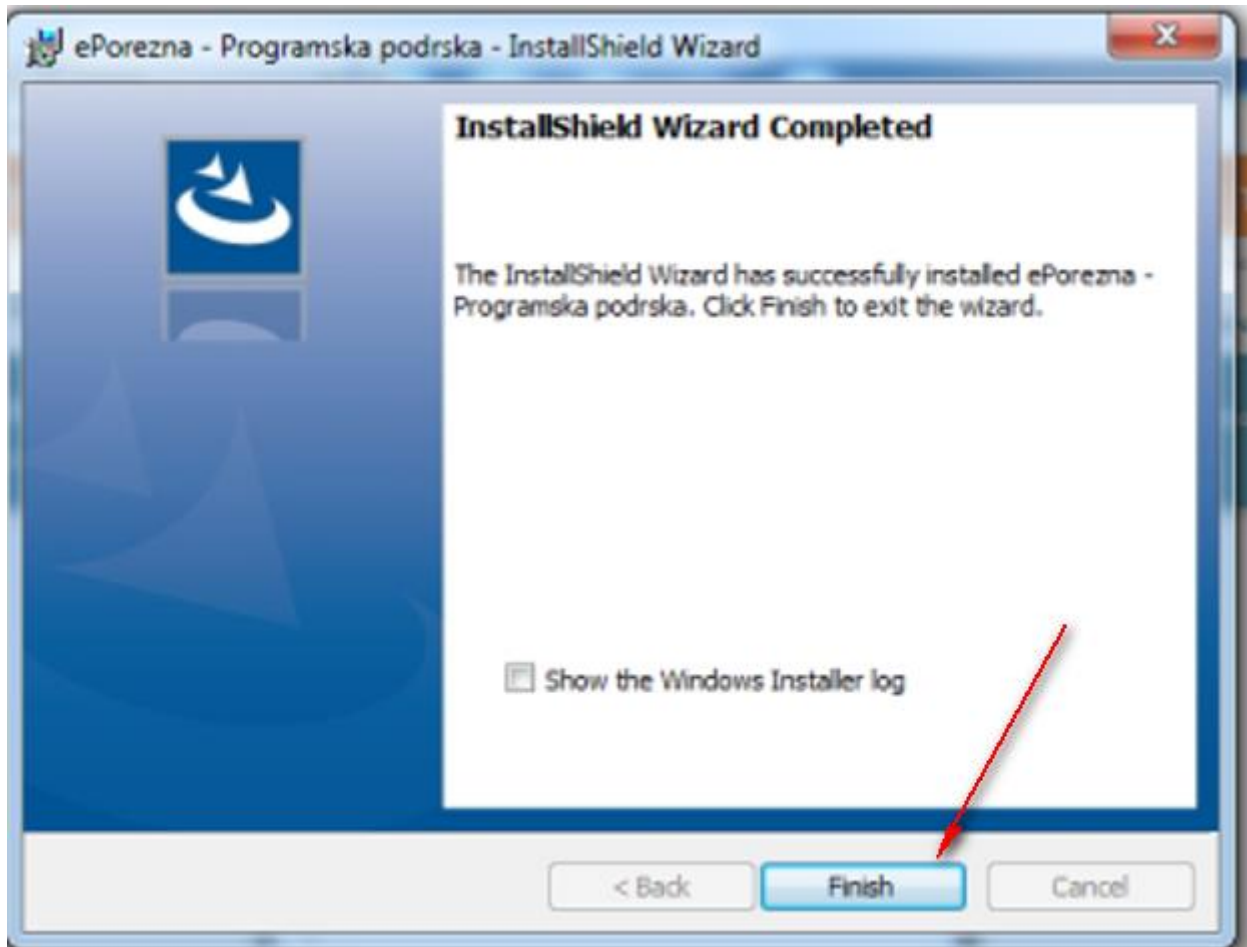 ePorezna - Programska podrska - InstallShield Wizard
InstallShield Wizard Completed
The InstallShield Wizard has successfully installed ePorezna -
Programska podrska. Click Finish to exit the wizard.
Show the Windows Installer log
< Back
Finish
Cancel